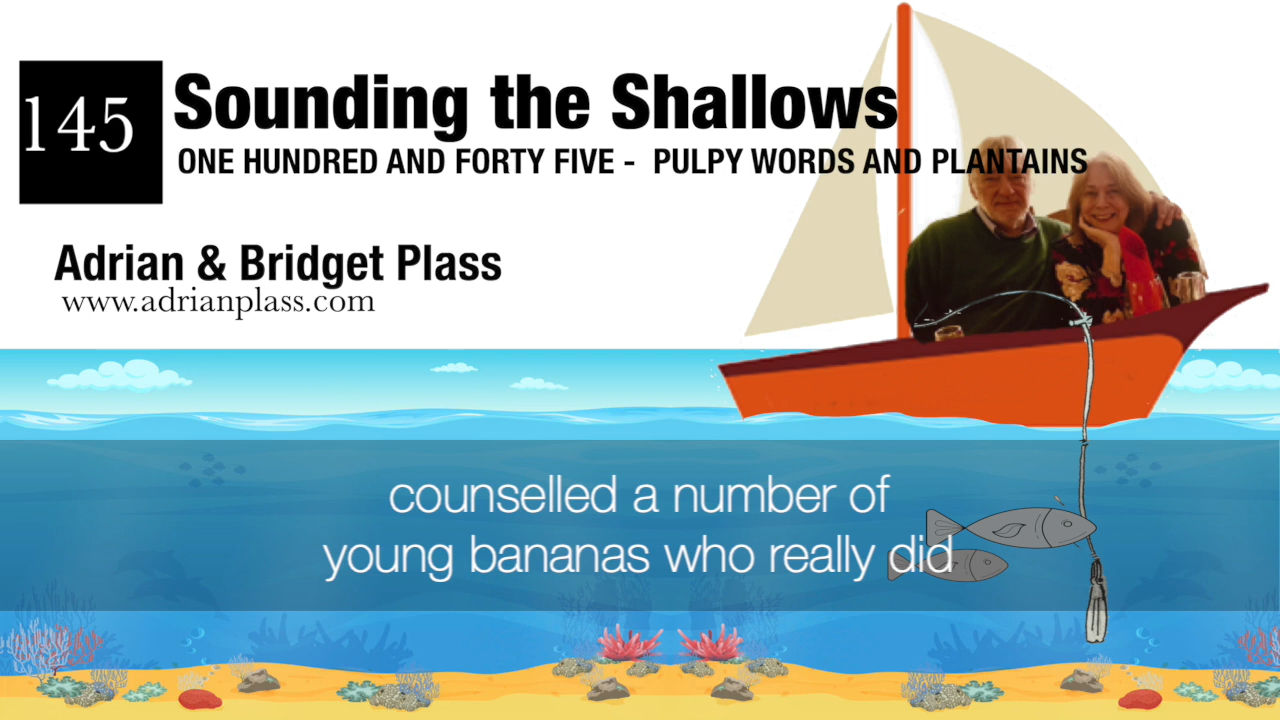 145
Sounding the Shallows
ONE HUNDRED AND FORTY FIVE - PULPY WORDS AND PLANTAINS
Adrian & Bridget Plass
www.adrianplass.com
counselled a number of
young bananas who really did